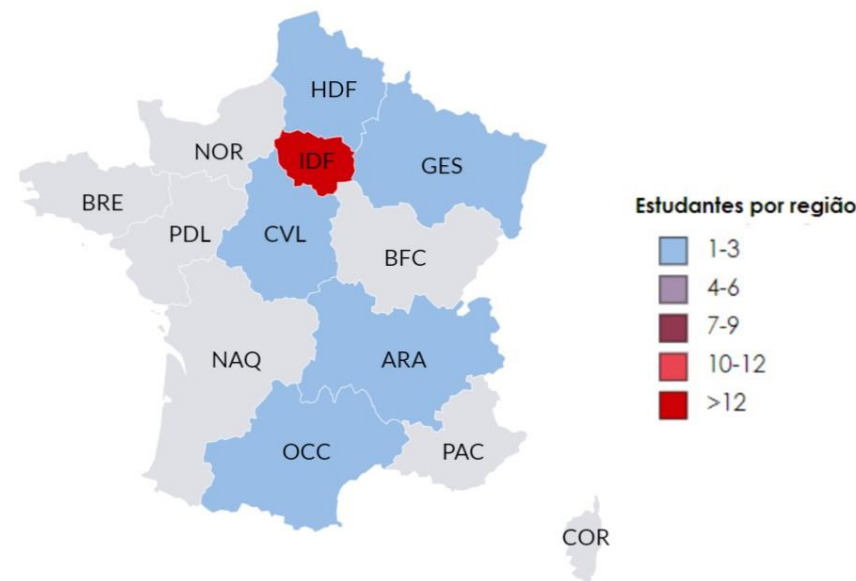 HDF
NOR
IDF
GES
BRE
PDL
CVL
BFC
NAQ
ARA
OCC
PAC
COR
Estudantes por região
1-3
4-6
7-9
10-12
>12